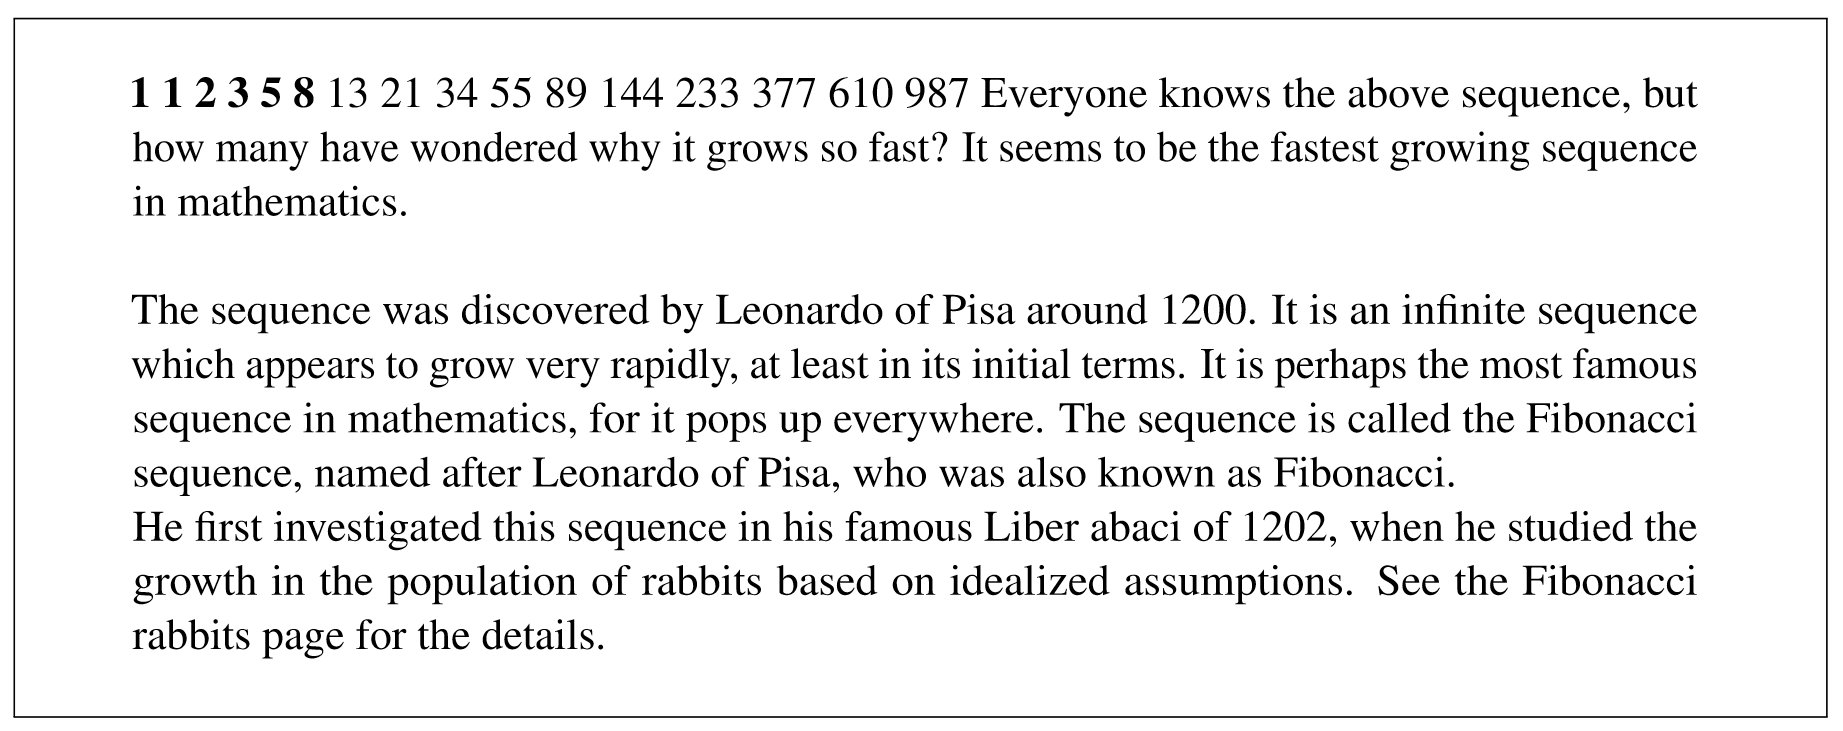 1 1 2 3 5 8 13 21 34 55 89 144 233 377 610 987 Everyone knows the above sequence, but
how many have wondered why it grows so fast? It seems to be the fastest growing sequence
in mathematics.
The sequence was discovered by Leonardo of Pisa around 1200. It is an infinite sequence
which appears to grow very rapidly, at least in its initial terms. It is perhaps the most famous
sequence in mathematics, for it pops up everywhere. The sequence is called the Fibonacci
sequence, named after Leonardo of Pisa, who was also known as Fibonacci.
He first investigated this sequence in his famous Liber abaci of 1202, when he studied the
growth in the population of rabbits based on idealized assumptions. See the Fibonacci
rabbits page for the details.